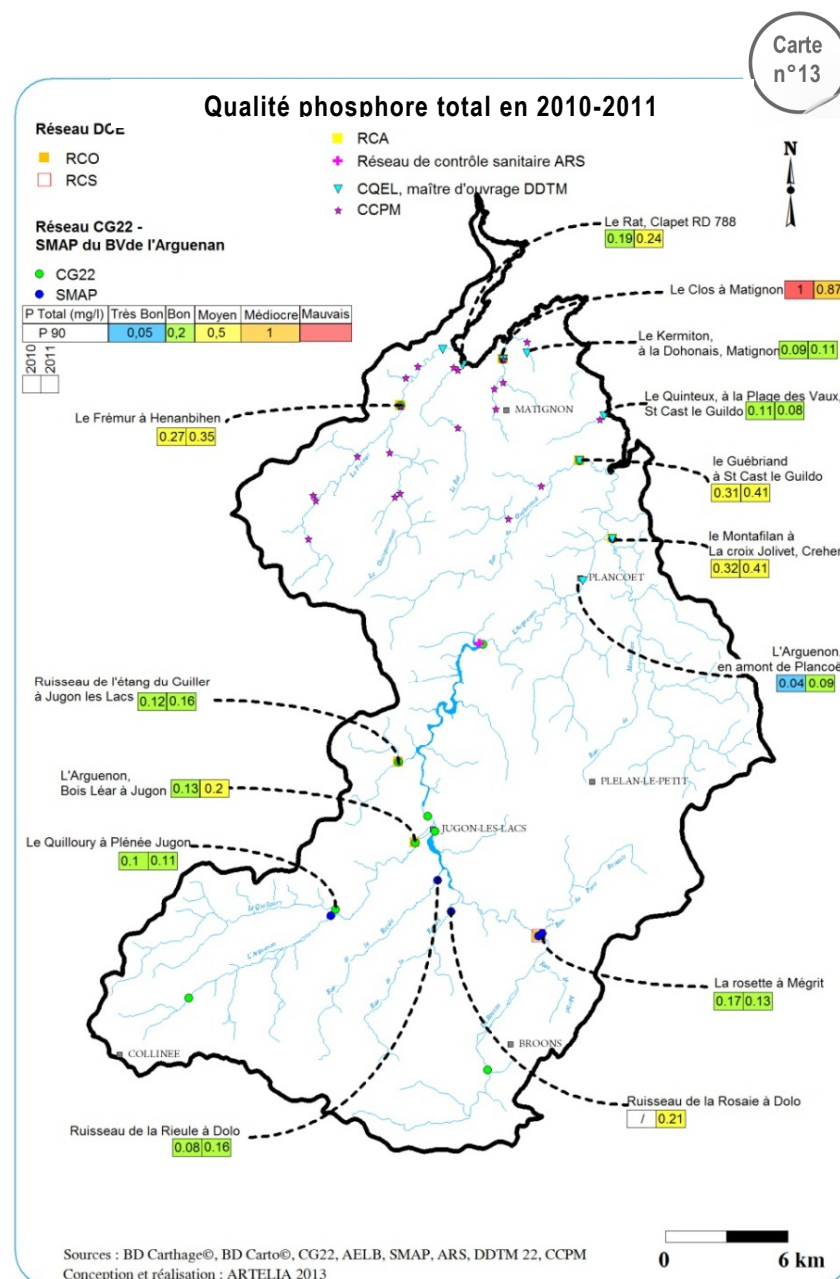 Carte
n°13
Qualité phosphore total en 2010-2011
Réseau DCE
RCO
RCS
RCA
Réseau de contrôle sanitaire ARS
CQEL, maître d'ouvrage DDTM
CCPM
N
Réseau CG22 -
SMAP du BVde l'Arguenan
CG22
SMAP
P Total (mg/l) Très Bon Bon Moyen Médiocre Mauvais
P 90 0,05 0,2 0,5 1
2010
2011
Le Rat, Clapet RD 788
0.19 0.24
Le Clos à Matignon 1 0.87
Le Kermiton,
à la Dohonais, Matignon 0.09 0.11
Le Quinteux, à la Plage des Vaux,
St Cast le Guildo 0.11 0.08
MATIGNON
Le Frémur à Henanbihen
0.27 0.35
le Guébriand
à St Cast le Guildo
0.31 0.41
le Montafilan à
La croix Jolivet, Crehen
0.32 0.41
PLANCOET
L'Arguenon,
en amont de Plancoë
0.04 0.09
L'Arguenon
Ruisseau de l'étang du Guiller
à Jugon les Lacs 0.12 0.16
L'Arguenon,
Bois Léar à Jugon 0.13 0.2
PLELAN-LE-PETIT
JUGON-LES-LACS
Le Quilloury à Plénée Jugon
0.1 0.11
Le Quilloury
L'Arguenon
La rosette à Mégrit
0.17 0.13
COLLINEE
BROONS
Ruisseau de la Rosaie à Dolo
/ 0.21
Ruisseau de la Rieule à Dolo
0.08 0.16
Sources : BD Carthage©, BD Carto©, CG22, AELB, SMAP, ARS, DDTM 22, CCPM
Conception et réalisation : ARTELIA 2013
0 6 km